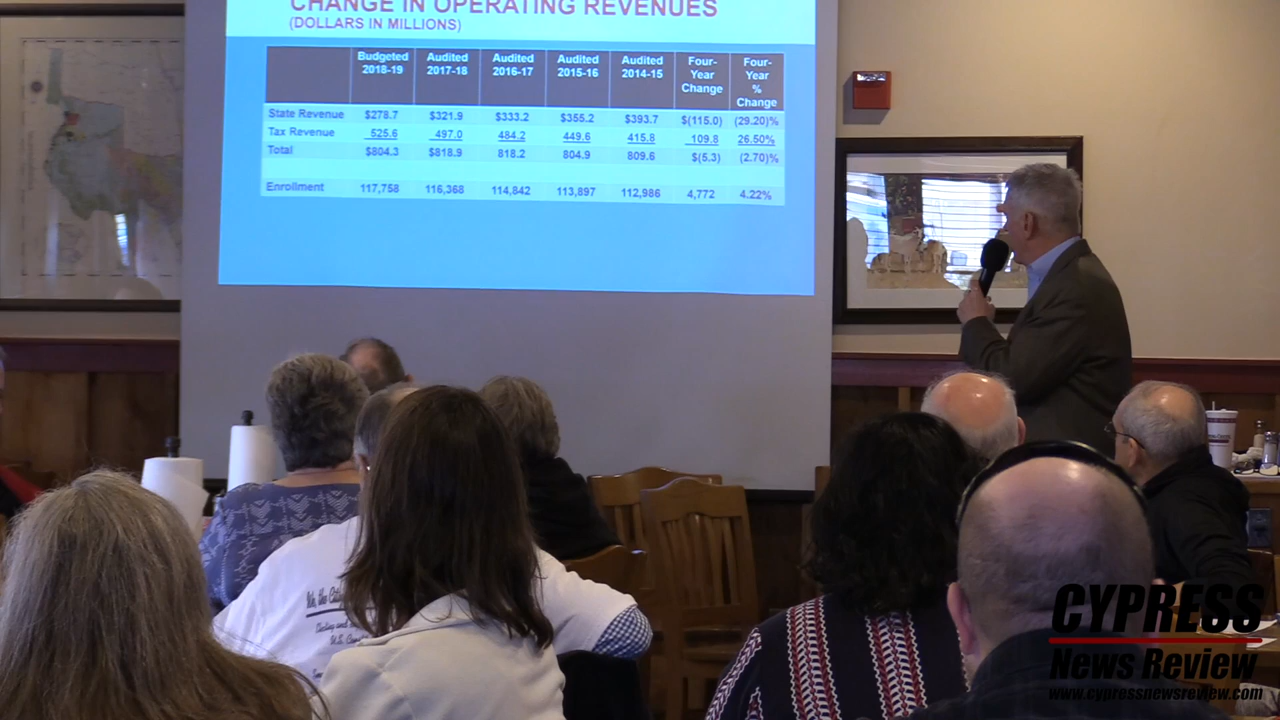 CHANGE IN OPERATING REVENUES
(DOLLARS IN MILLIONS)
Budgeted 2018-19 Audited 2017-18 Audited 2016-17 Audited 2015-16 Audited 2014-15 Four-Year Change Four-Year % Change
State Revenue $278.7 $321.9 $333.2 $355.2 $393.7 $(115.0) (29.20)%
Tax Revenue 525.6 497.0 484.2 449.6 415.8 109.8 26.50%
Total $804.3 $818.9 818.2 804.9 809.6 $(5.3) (2.70)%
Enrollment 117,758 116,368 114,842 113,897 112,986 4,772 4.22%
CYPRESS
News Review
www.cypressnewsreview.com